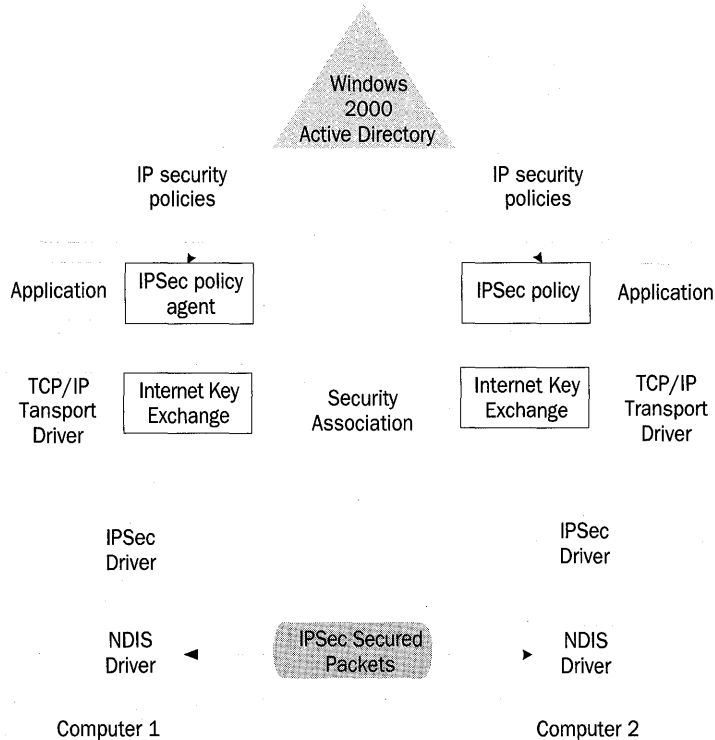 Windows
2000
Active Directory
IP security
policies
IP security
policies
Application
IPSec policy
agent
IPSec policy
Application
TCP/IP
Tansport
Driver
Internet Key
Exchange
Security
Association
Internet Key
Exchange
TCP/IP
Transport
Driver
IPSec
Driver
IPSec
Driver
NDIS
Driver
IPSec Secured
Packets
NDIS
Driver
Computer 1
Computer 2